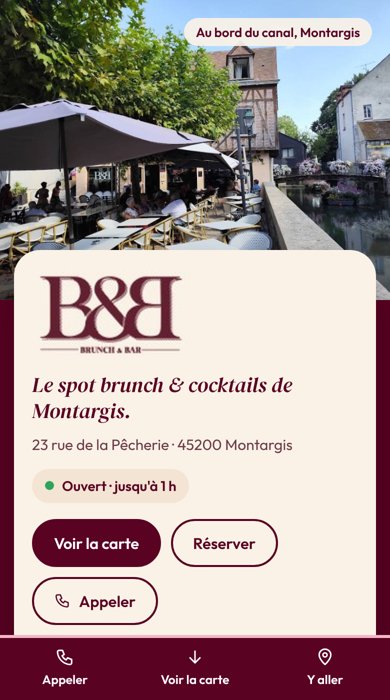 Au bord du canal, Montargis
B&B
B&B
BRUNCH & BAR
Le spot brunch & cocktails de
Montargis.
23 rue de la Pêcherie · 45200 Montargis
Ouvert · jusqu'à 1 h
Voir la carte
Réserver
Appeler
Appeler
Voir la carte
Y aller